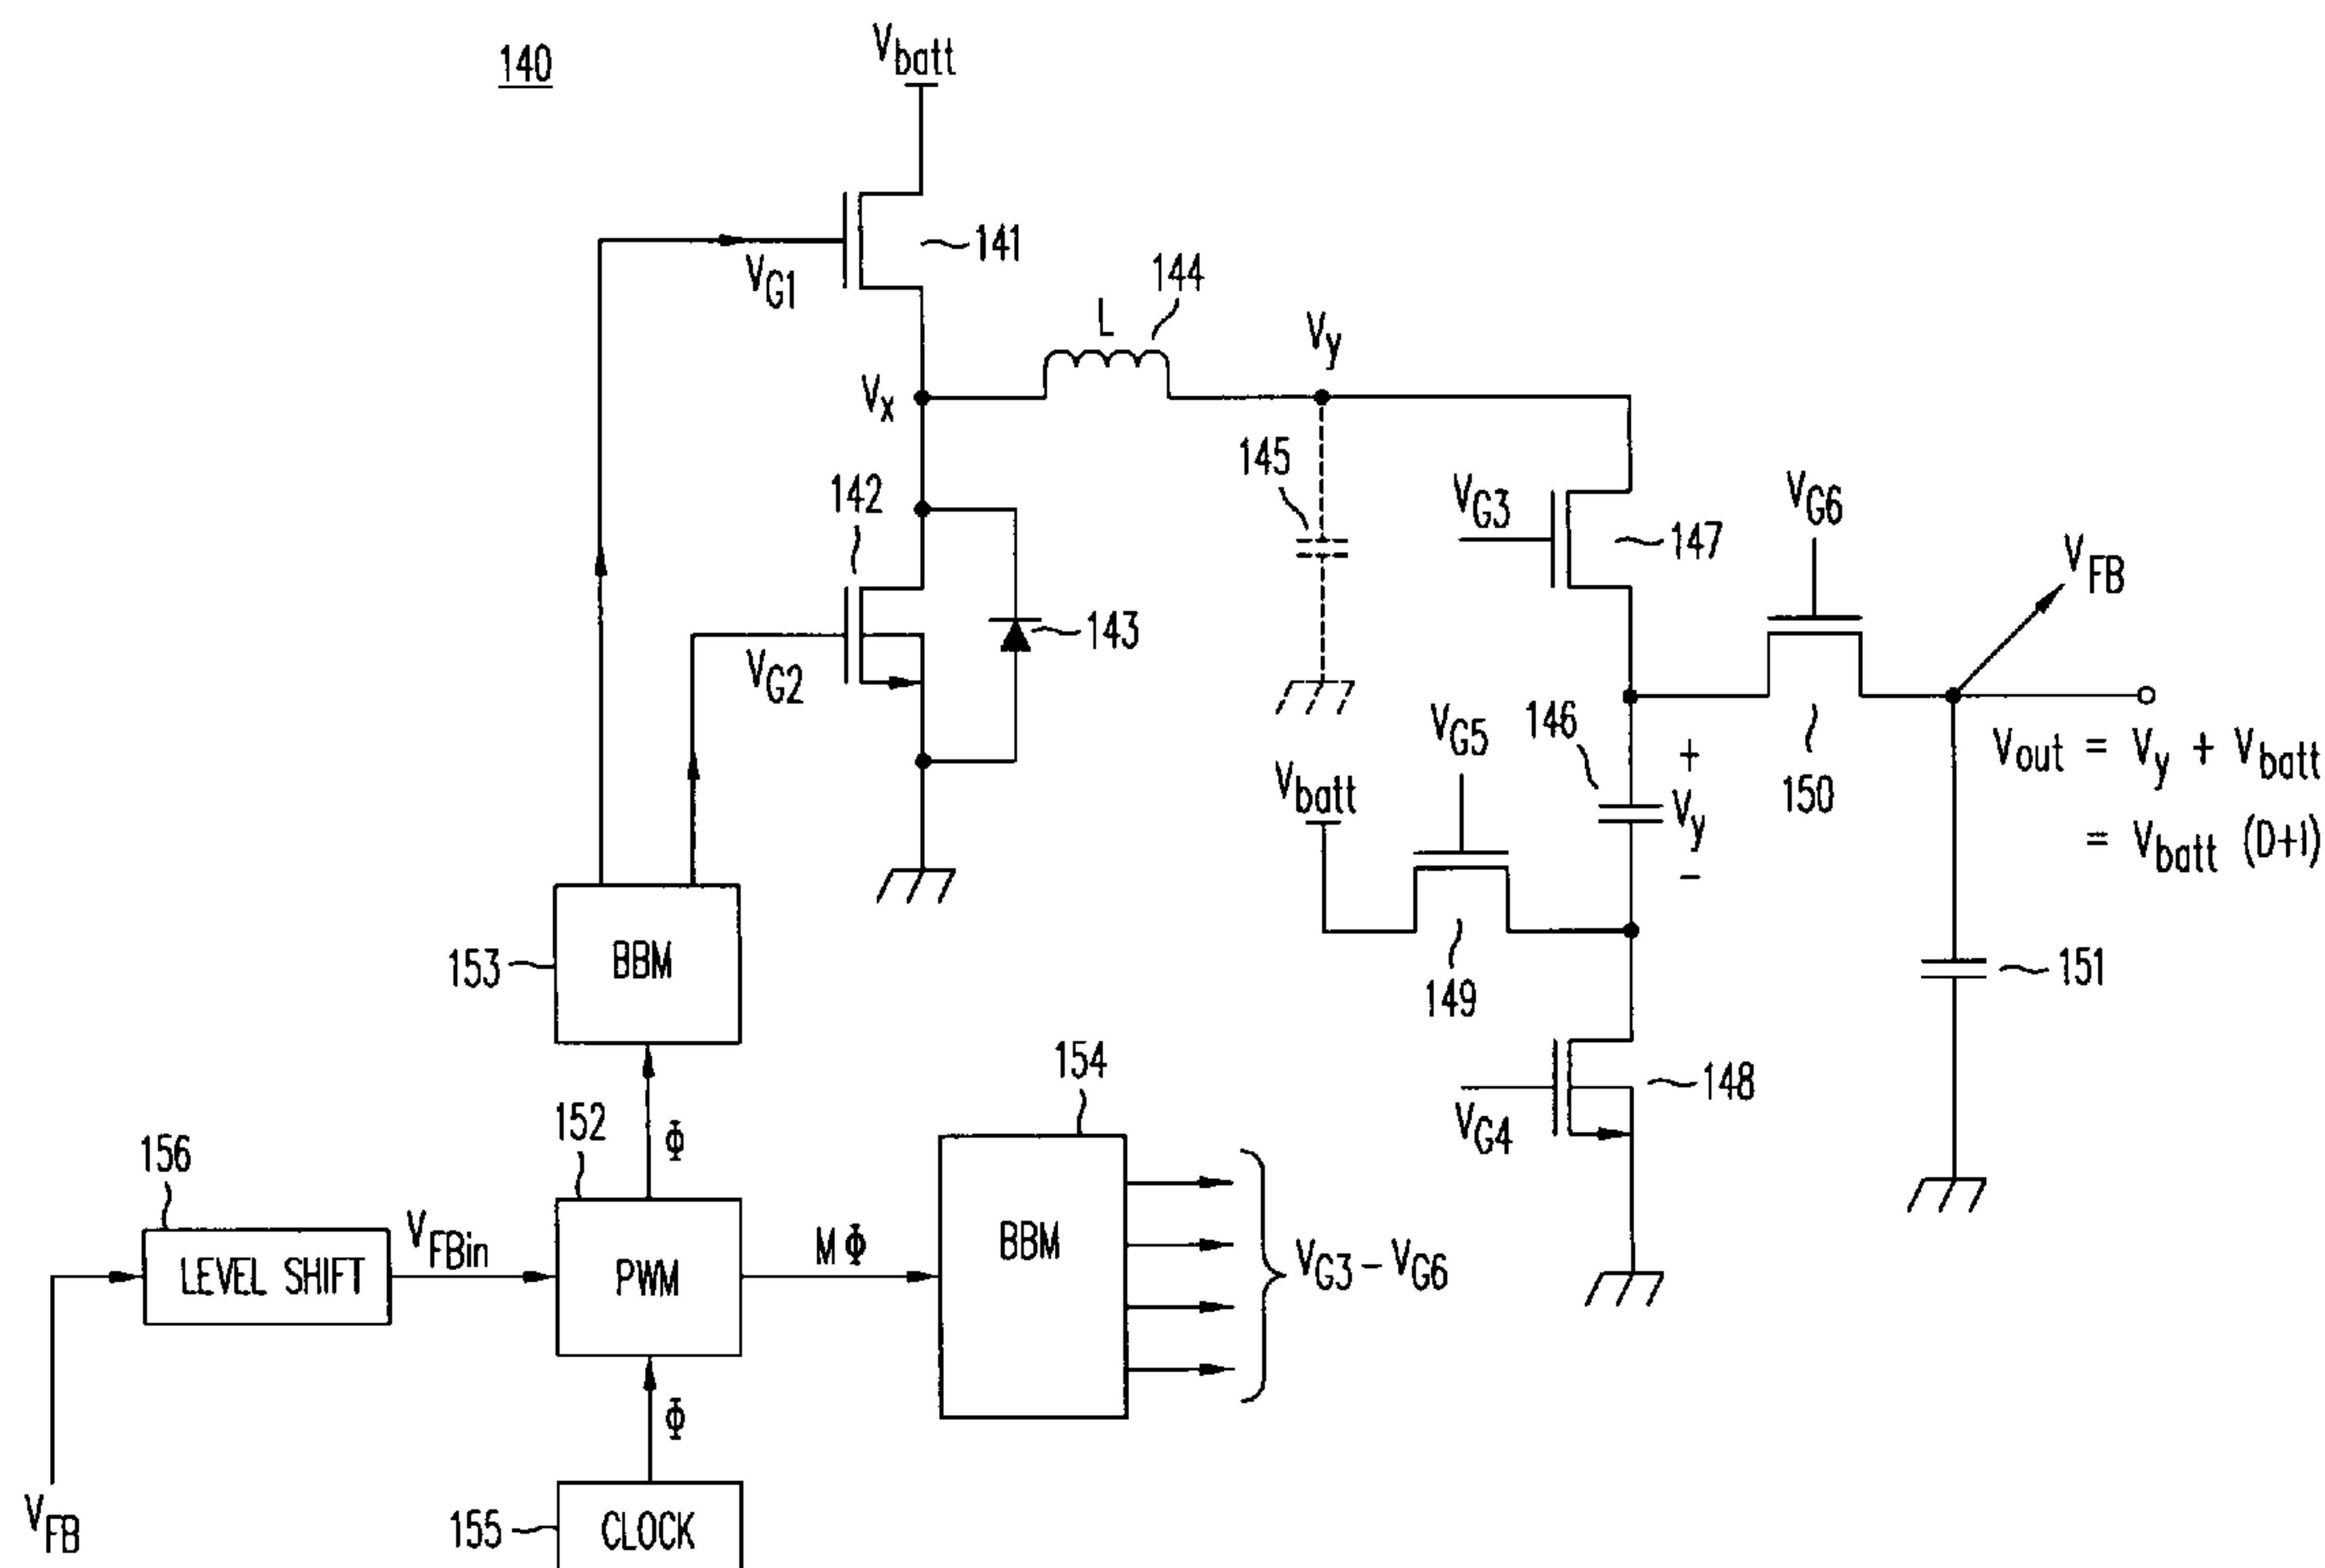 140
Vbatt
141
VG1
144
L
Vy
Vx
145
142
VG3
VG6
147
VFB
143
VG2
VG5
146
+
Vy
-
Vbatt
150
Vout = Vy + Vbatt
= Vbatt (D+1)
153
BBM
149
151
154
148
VG4
152
Φ
156
VFBin
LEVEL SHIFT
PWM
MΦ
BBM
VG3 - VG6
Φ
VFB
155
CLOCK